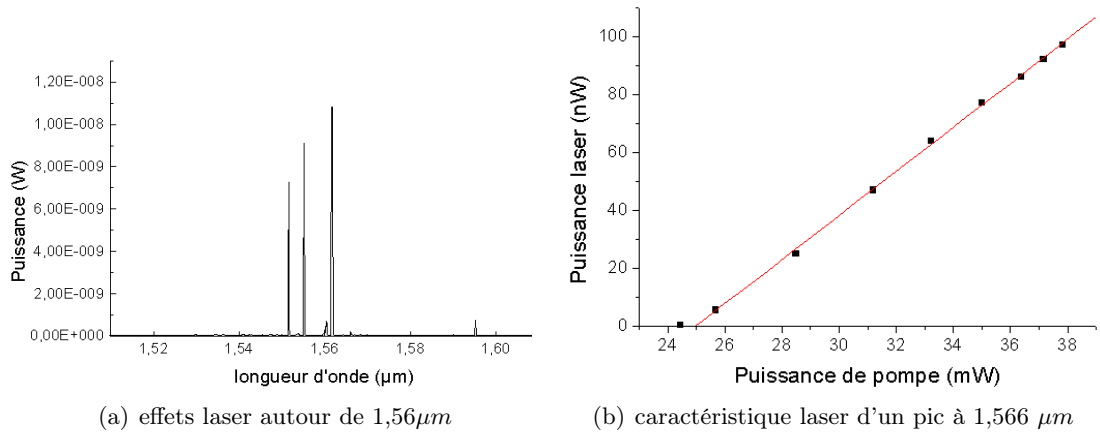 1,20E-008
1,00E-008
8,00E-009
6,00E-009
4,00E-009
2,00E-009
0,00E+000
Puissance (W)
1,52 1,54 1,56 1,58 1,60
longueur d'onde (µm)
(a) effets laser autour de 1,56µm
100
80
60
40
20
0
Puissance laser (nW)
24 26 28 30 32 34 36 38
Puissance de pompe (mW)
(b) caractéristique laser d'un pic à 1,566 µm